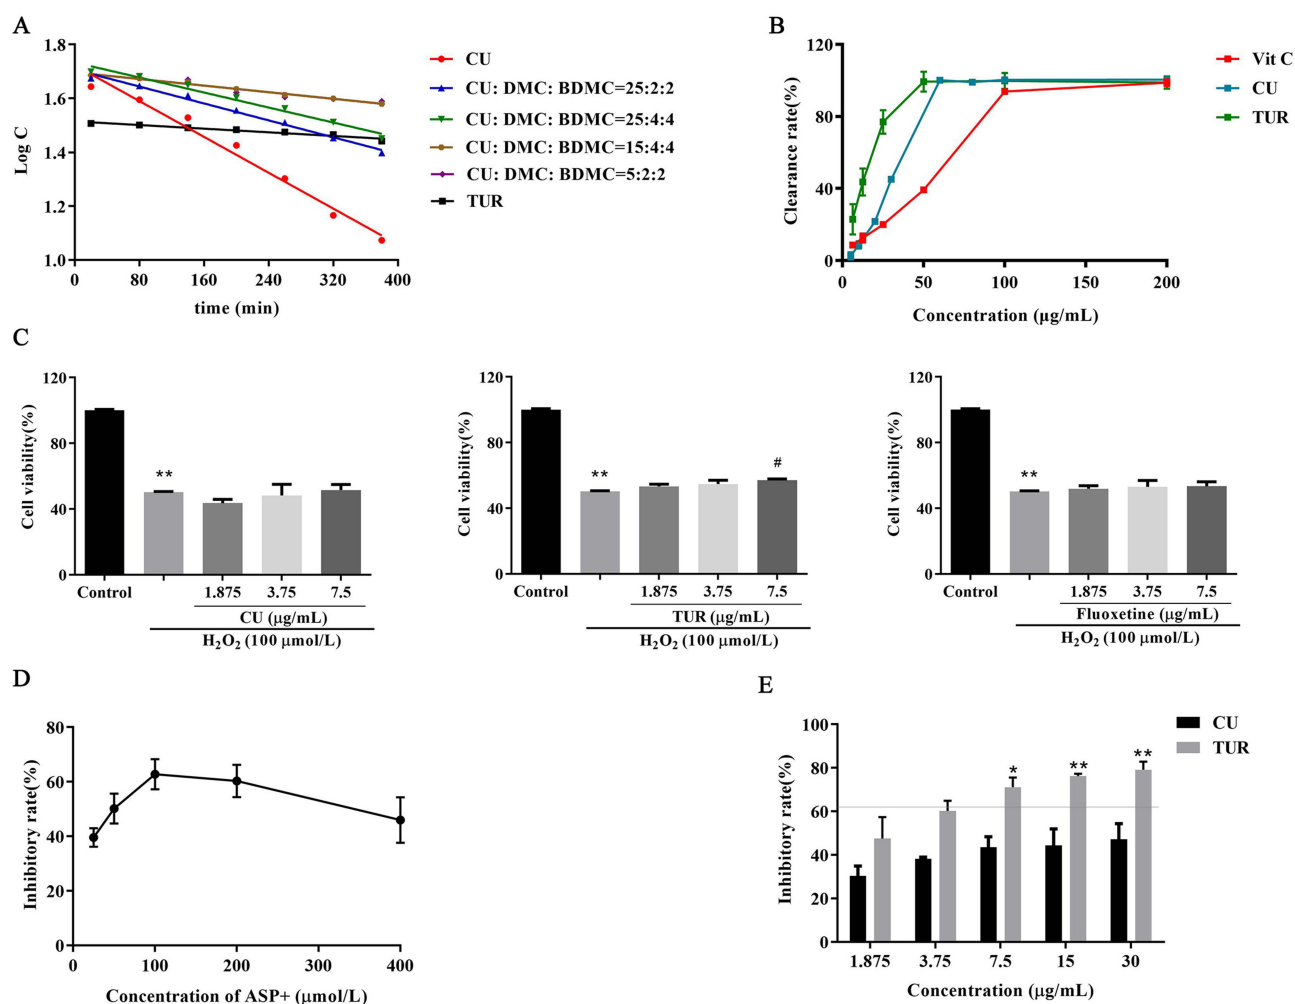 A
Log C
1.8
1.6
1.4
1.2
1.0
0 80 160 240 320 400
time (min)
CU
CU: DMC: BDMC=25:2:2
CU: DMC: BDMC=25:4:4
CU: DMC: BDMC=15:4:4
CU: DMC: BDMC=5:2:2
TUR
B
Clearance rate(%)
120
80
40
0
0 50 100 150 200
Concentration (μg/mL)
Vit C
CU
TUR
C
Cell viability(%)
120
80
40
0
**
Control 1.875 3.75 7.5
CU (μg/mL)
H₂O₂ (100 μmol/L)
Cell viability(%)
120
80
40
0
**
#
Control 1.875 3.75 7.5
TUR (μg/mL)
H₂O₂ (100 μmol/L)
Cell viability(%)
120
80
40
0
**
Control 1.875 3.75 7.5
Fluoxetine (μg/mL)
H₂O₂ (100 μmol/L)
D
Inhibitory rate(%)
80
60
40
20
0
0 100 200 300 400
Concentration of ASP+ (μmol/L)
E
Inhibitory rate(%)
100
80
60
40
20
0
* ** **
1.875 3.75 7.5 15 30
Concentration (μg/mL)
CU
TUR